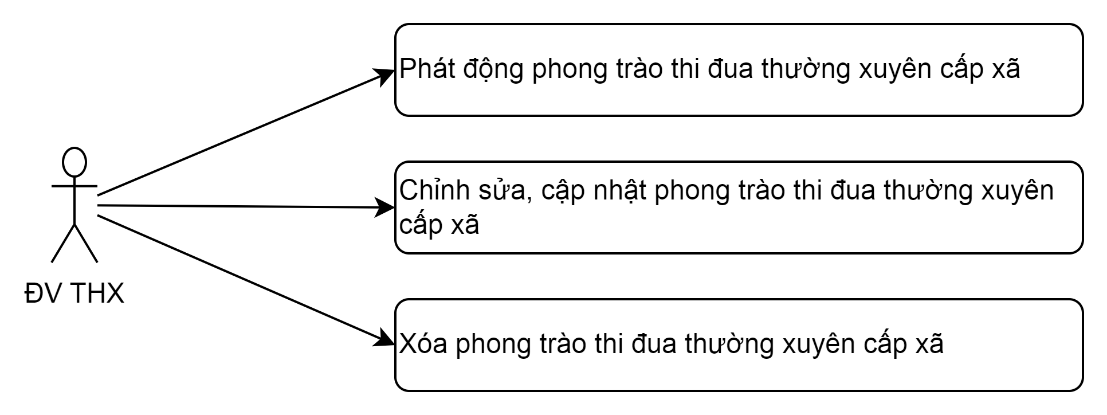 Phát động phong trào thi đua thường xuyên cấp xã
Chỉnh sửa, cập nhật phong trào thi đua thường xuyên
cấp xã
ĐV THX
Xóa phong trào thi đua thường xuyên cấp xã